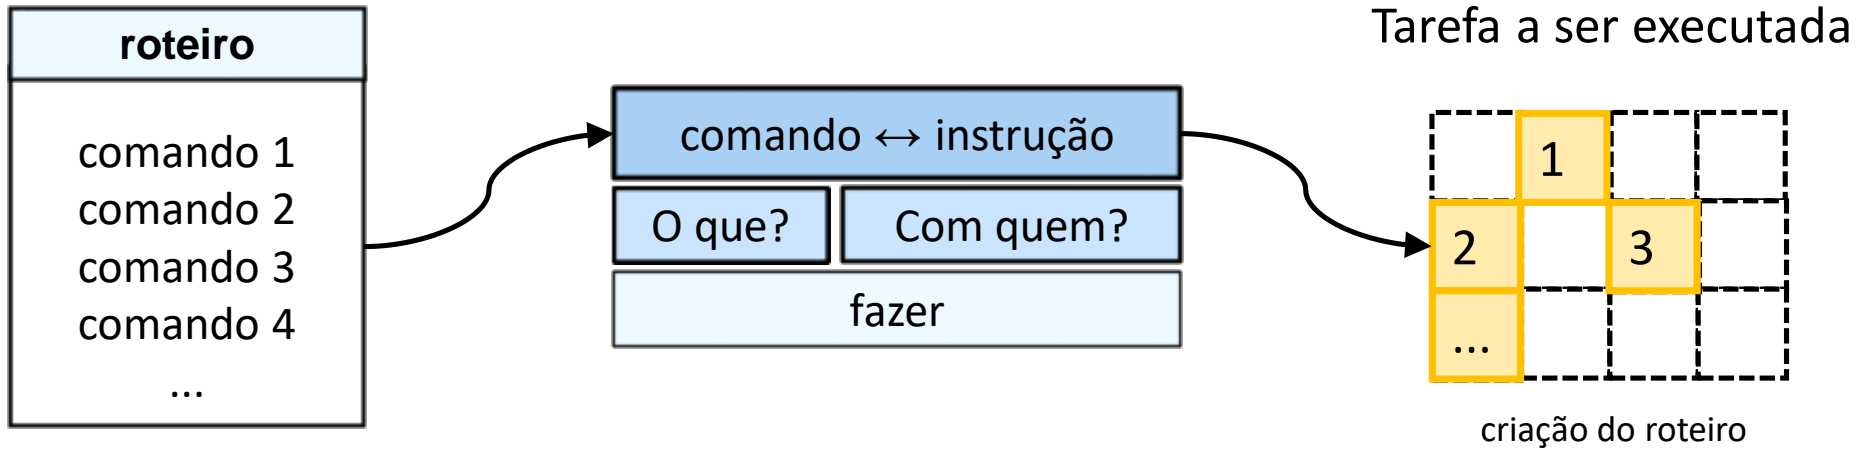 roteiro
comando 1
comando 2
comando 3
comando 4
...
comando ↔ instrução
O que?
Com quem?
fazer
Tarefa a ser executada
1
2
3
...
criação do roteiro